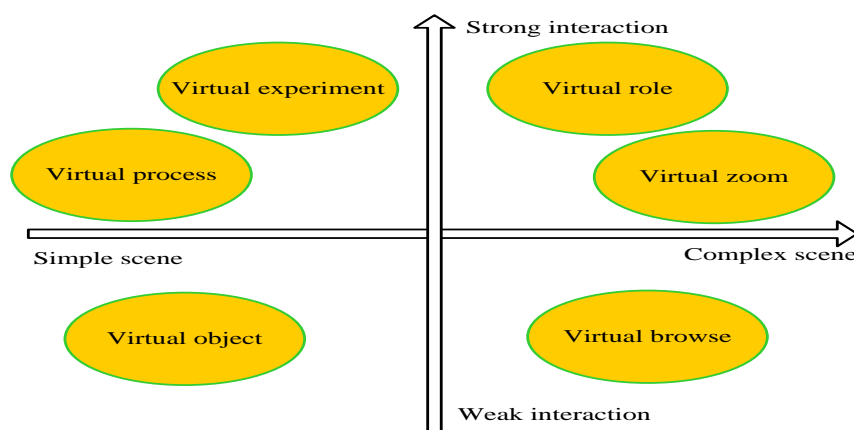 Strong interaction
Virtual experiment
Virtual role
Virtual process
Virtual zoom
Simple scene
Complex scene
Virtual object
Virtual browse
Weak interaction